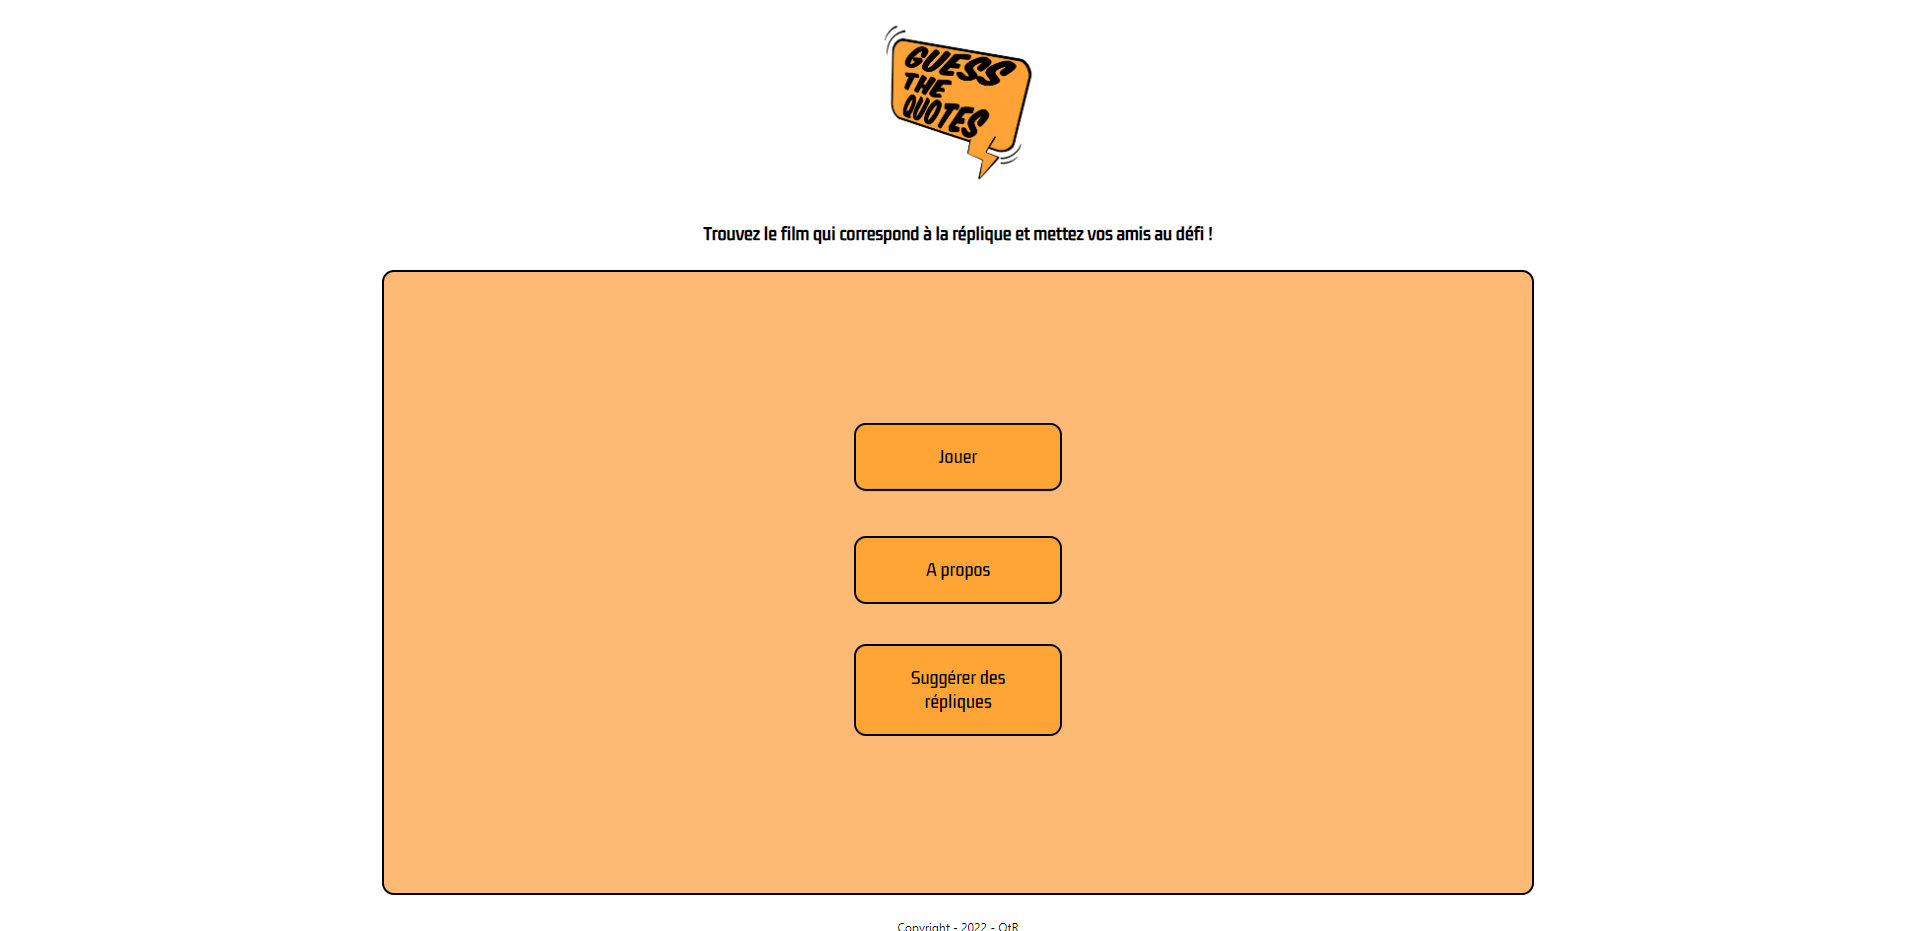 GUESS
THE
QUOTES
Trouvez le film qui correspond à la réplique et mettez vos amis au défi !
Jouer
A propos
Suggérer des
répliques
Copyright - 2022 - QtR